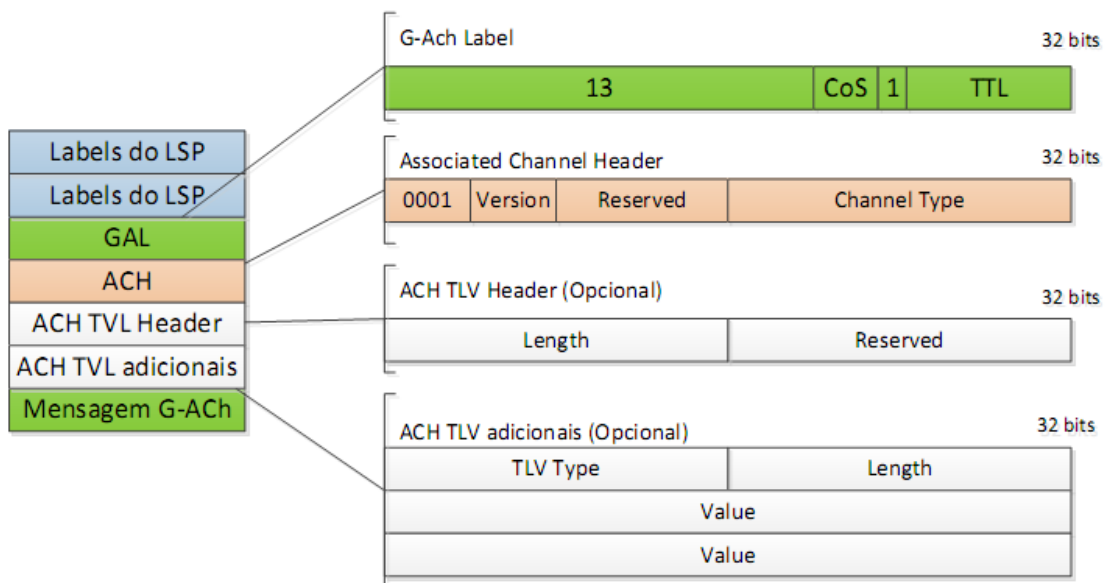 G-Ach Label
32 bits
13 CoS 1 TTL
Labels do LSP
Labels do LSP
GAL
ACH
ACH TVL Header
ACH TVL adicionais
Mensagem G-ACh
Associated Channel Header
32 bits
0001 Version Reserved Channel Type
ACH TLV Header (Opcional)
32 bits
Length Reserved
ACH TLV adicionais (Opcional)
32 bits
TLV Type Length
Value
Value